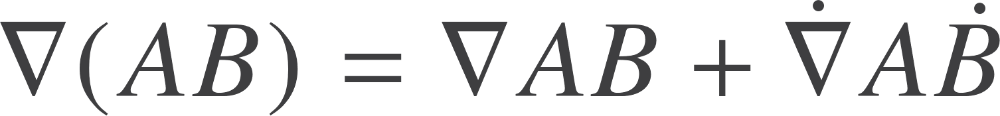 ∇(AB) = ∇AB + ∇̇AḂ